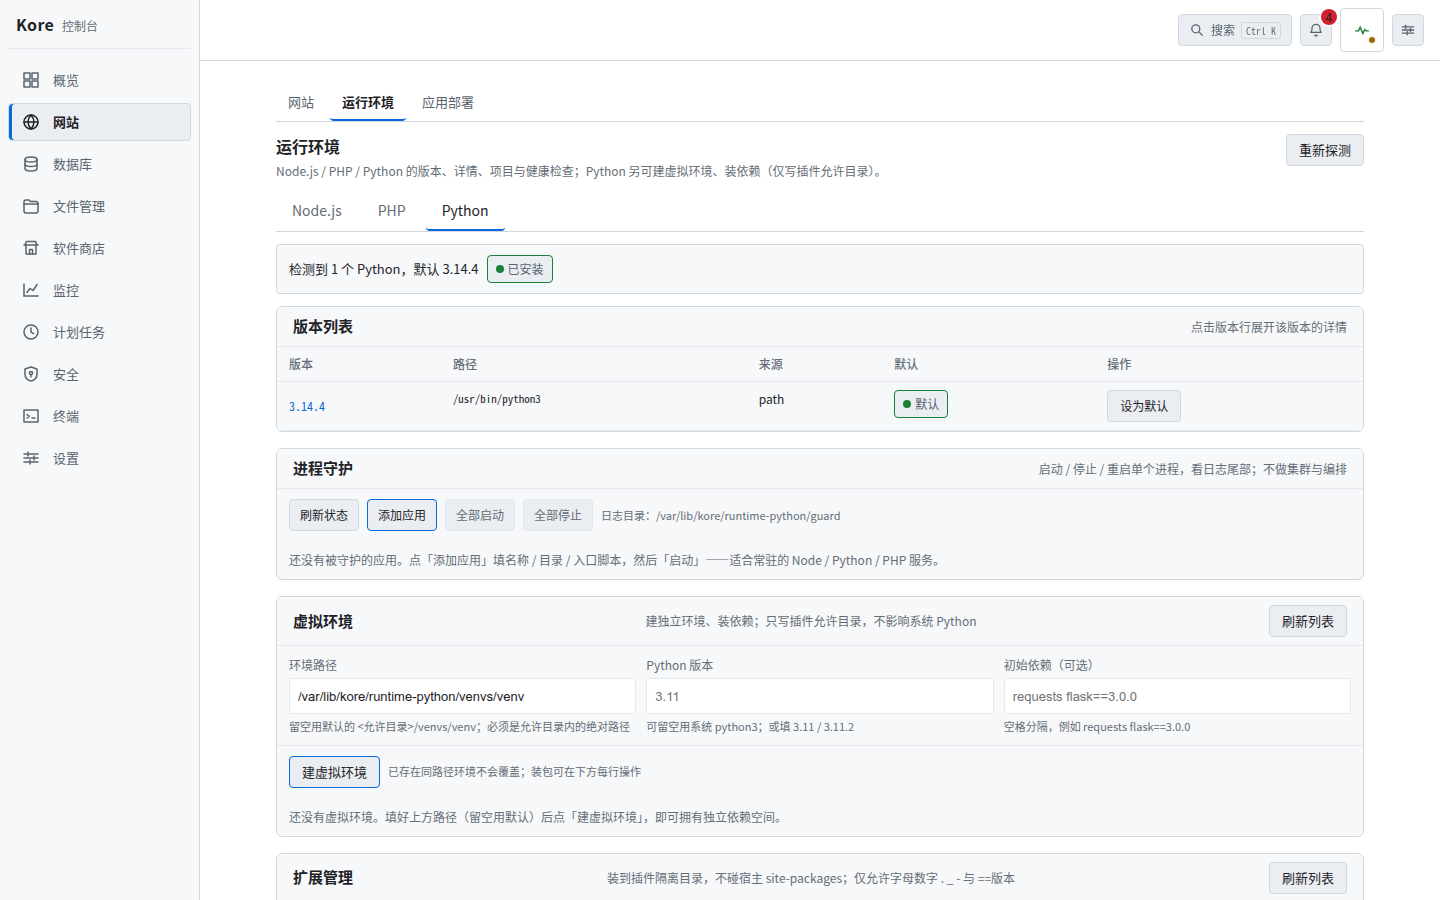 Kore 控制台
搜索 Ctrl K
4
概览
网站
数据库
文件管理
软件商店
监控
计划任务
安全
终端
设置
网站 运行环境 应用部署
运行环境
重新探测
Node.js / PHP / Python 的版本、详情、项目与健康检查；Python 另可建虚拟环境、装依赖（仅写插件允许目录）。
Node.js PHP Python
检测到 1 个 Python，默认 3.14.4 已安装
版本列表 点击版本行展开该版本的详情
版本 路径 来源 默认 操作
3.14.4 /usr/bin/python3 path 默认 设为默认
进程守护 启动 / 停止 / 重启单个进程，看日志尾部；不做集群与编排
刷新状态 添加应用 全部启动 全部停止 日志目录：/var/lib/kore/runtime-python/guard
还没有被守护的应用。点「添加应用」填名称 / 目录 / 入口脚本，然后「启动」——适合常驻的 Node / Python / PHP 服务。
虚拟环境 建独立环境、装依赖；只写插件允许目录，不影响系统 Python 刷新列表
环境路径 Python 版本 初始依赖（可选）
/var/lib/kore/runtime-python/venvs/venv 3.11 requests flask==3.0.0
留空用默认的 <允许目录>/venvs/venv；必须是允许目录内的绝对路径 可留空用系统 python3；或填 3.11 / 3.11.2 空格分隔，例如 requests flask==3.0.0
建虚拟环境 已存在同路径环境不会覆盖；装包可在下方每行操作
还没有虚拟环境。填好上方路径（留空用默认）后点「建虚拟环境」，即可拥有独立依赖空间。
扩展管理 装到插件隔离目录，不碰宿主 site-packages；仅允许字母数字 . _ - 与 ==版本 刷新列表